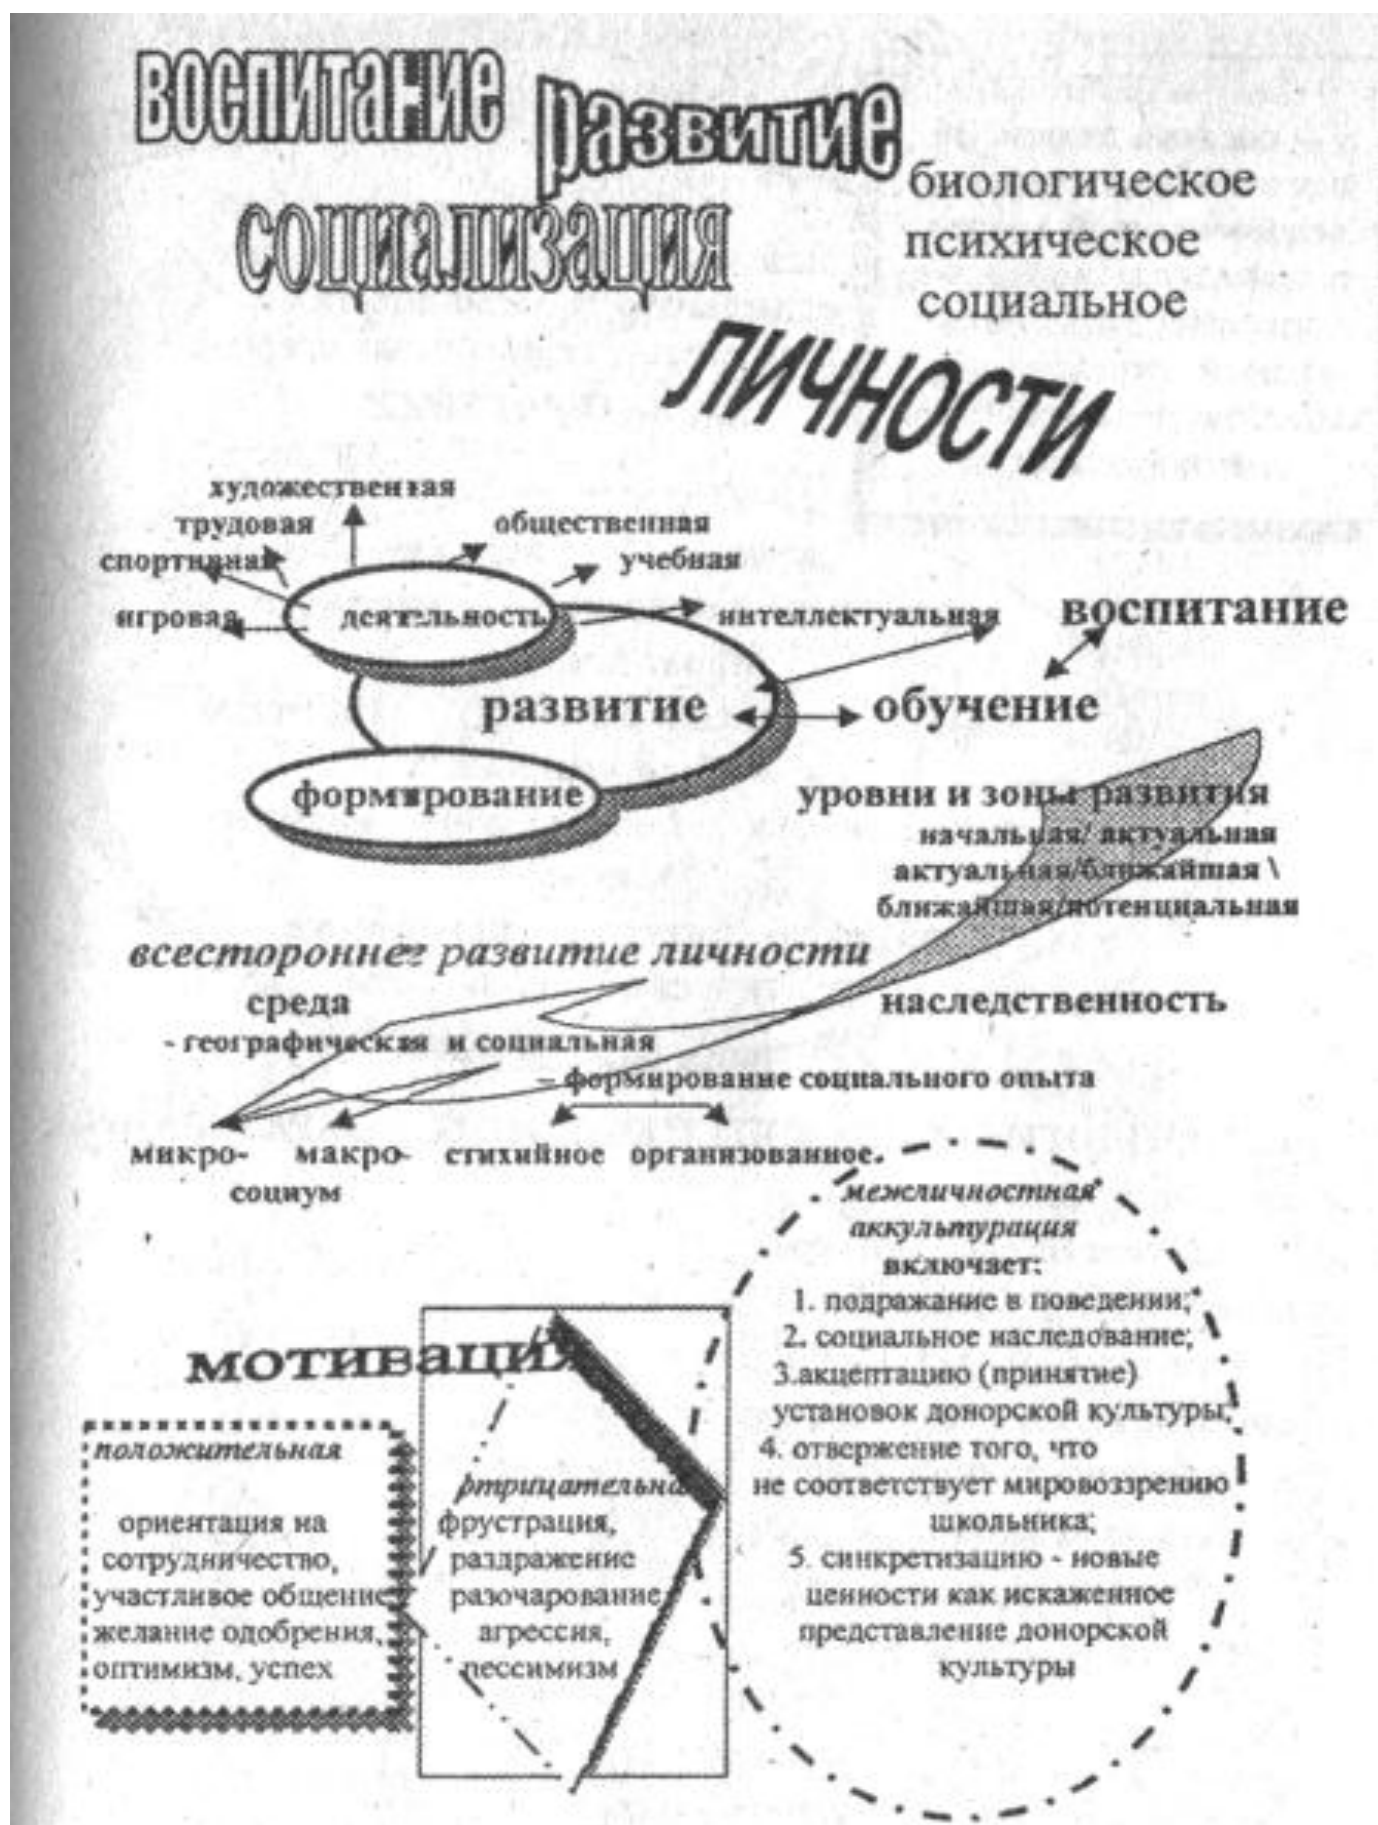 воспитание
развитие
биологическое
социализация
психическое
социальное
ЛИЧНОСТИ
художественная
трудовая
общественная
спортивная
учебная
игровая
деятельность
интеллектуальная
воспитание
развитие
обучение
формирование
уровни и зоны развития
начальная/ актуальная
актуальная/ближайшая \
ближайшая/потенциальная
всестороннее развитие личности
среда
наследственность
- географическая и социальная
– формирование социального опыта
микро- макро- стихийное организованное
социум
межличностная
аккультурация
включает:
1. подражание в поведении;
2. социальное наследование;
3.акцептацию (принятие)
установок донорской культуры;
4. отвержение того, что
не соответствует мировоззрению
школьника;
5. синкретизацию - новые
ценности как искаженное
представление донорской
культуры
мотивация
положительная
ориентация на
сотрудничество,
участливое общение
желание одобрения,
оптимизм, успех
отрицательная
фрустрация,
раздражение
разочарование
агрессия,
пессимизм